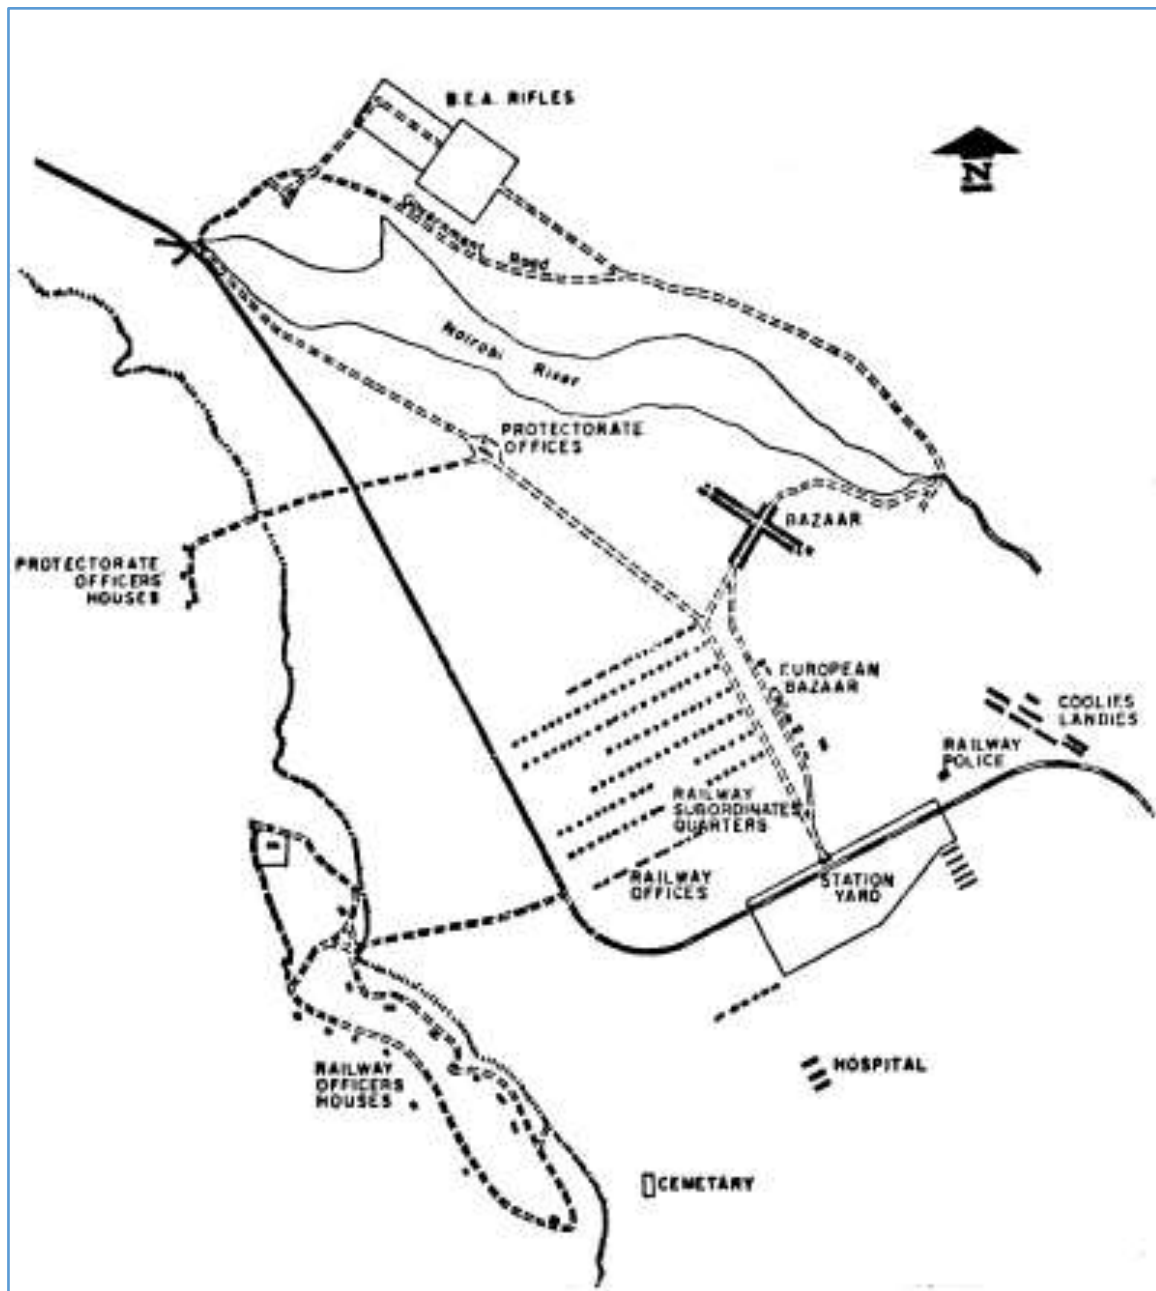 B.E.A. RIFLES
N
Government Road
Nairobi River
PROTECTORATE
OFFICES
BAZAAR
PROTECTORATE
OFFICERS
HOUSES
EUROPEAN
BAZAAR
COOLIES
LANDIES
RAILWAY
POLICE
RAILWAY
SUBORDINATES
QUARTERS
RAILWAY
OFFICES
STATION
YARD
HOSPITAL
RAILWAY
OFFICERS
HOUSES
CEMETARY